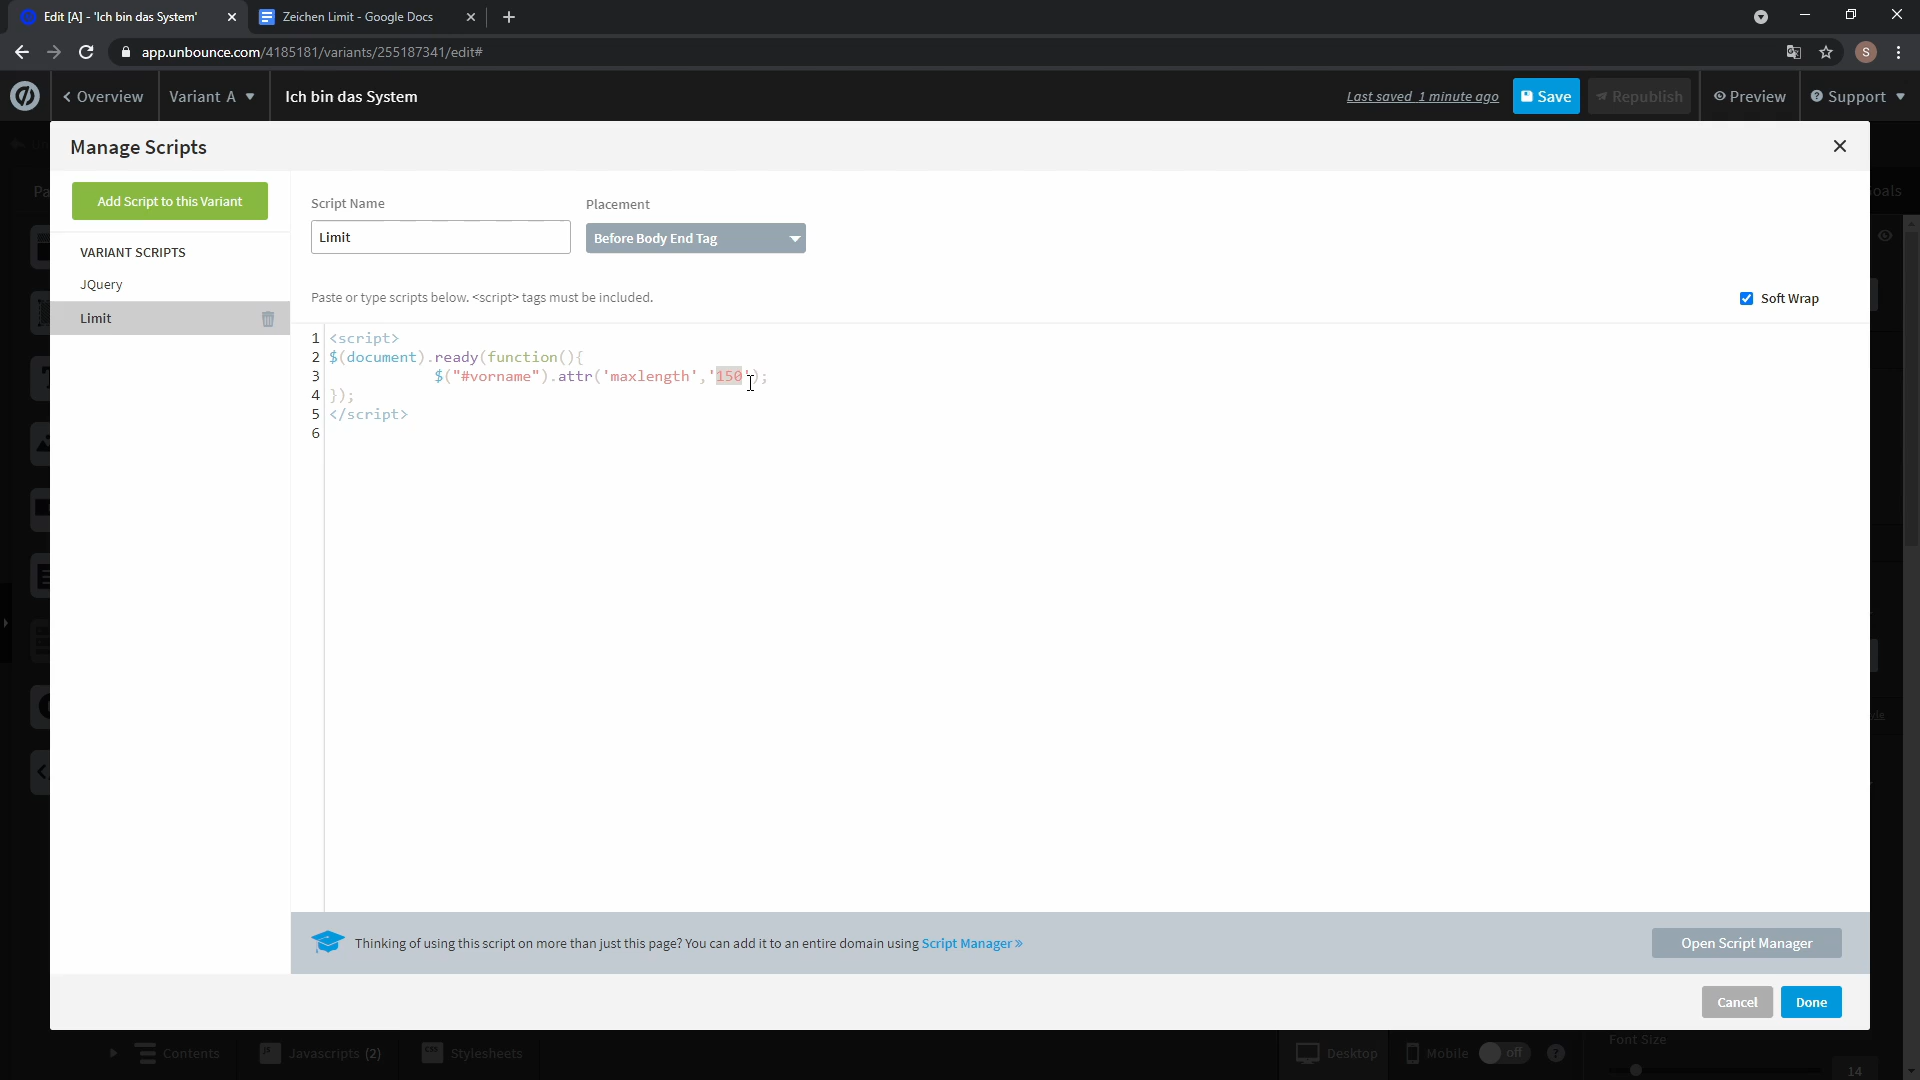 Edit [A] - 'Ich bin das System'
Zeichen Limit - Google Docs
app.unbounce.com/4185181/variants/255187341/edit#
S
Overview
Variant A
Ich bin das System
Last saved 1 minute ago
Save
Republish
Preview
Support
Manage Scripts
Add Script to this Variant
VARIANT SCRIPTS
JQuery
Limit
Script Name
Placement
Limit
Before Body End Tag
Paste or type scripts below. <script> tags must be included.
Soft Wrap
1 <script>
2 $(document).ready(function(){
3 $("#vorname").attr('maxlength','150');
4 });
5 </script>
6
Thinking of using this script on more than just this page? You can add it to an entire domain using Script Manager »
Open Script Manager
Cancel
Done
Contents
JS
Javascripts (2)
CSS
Stylesheets
Desktop
Mobile
off
Font Size
14